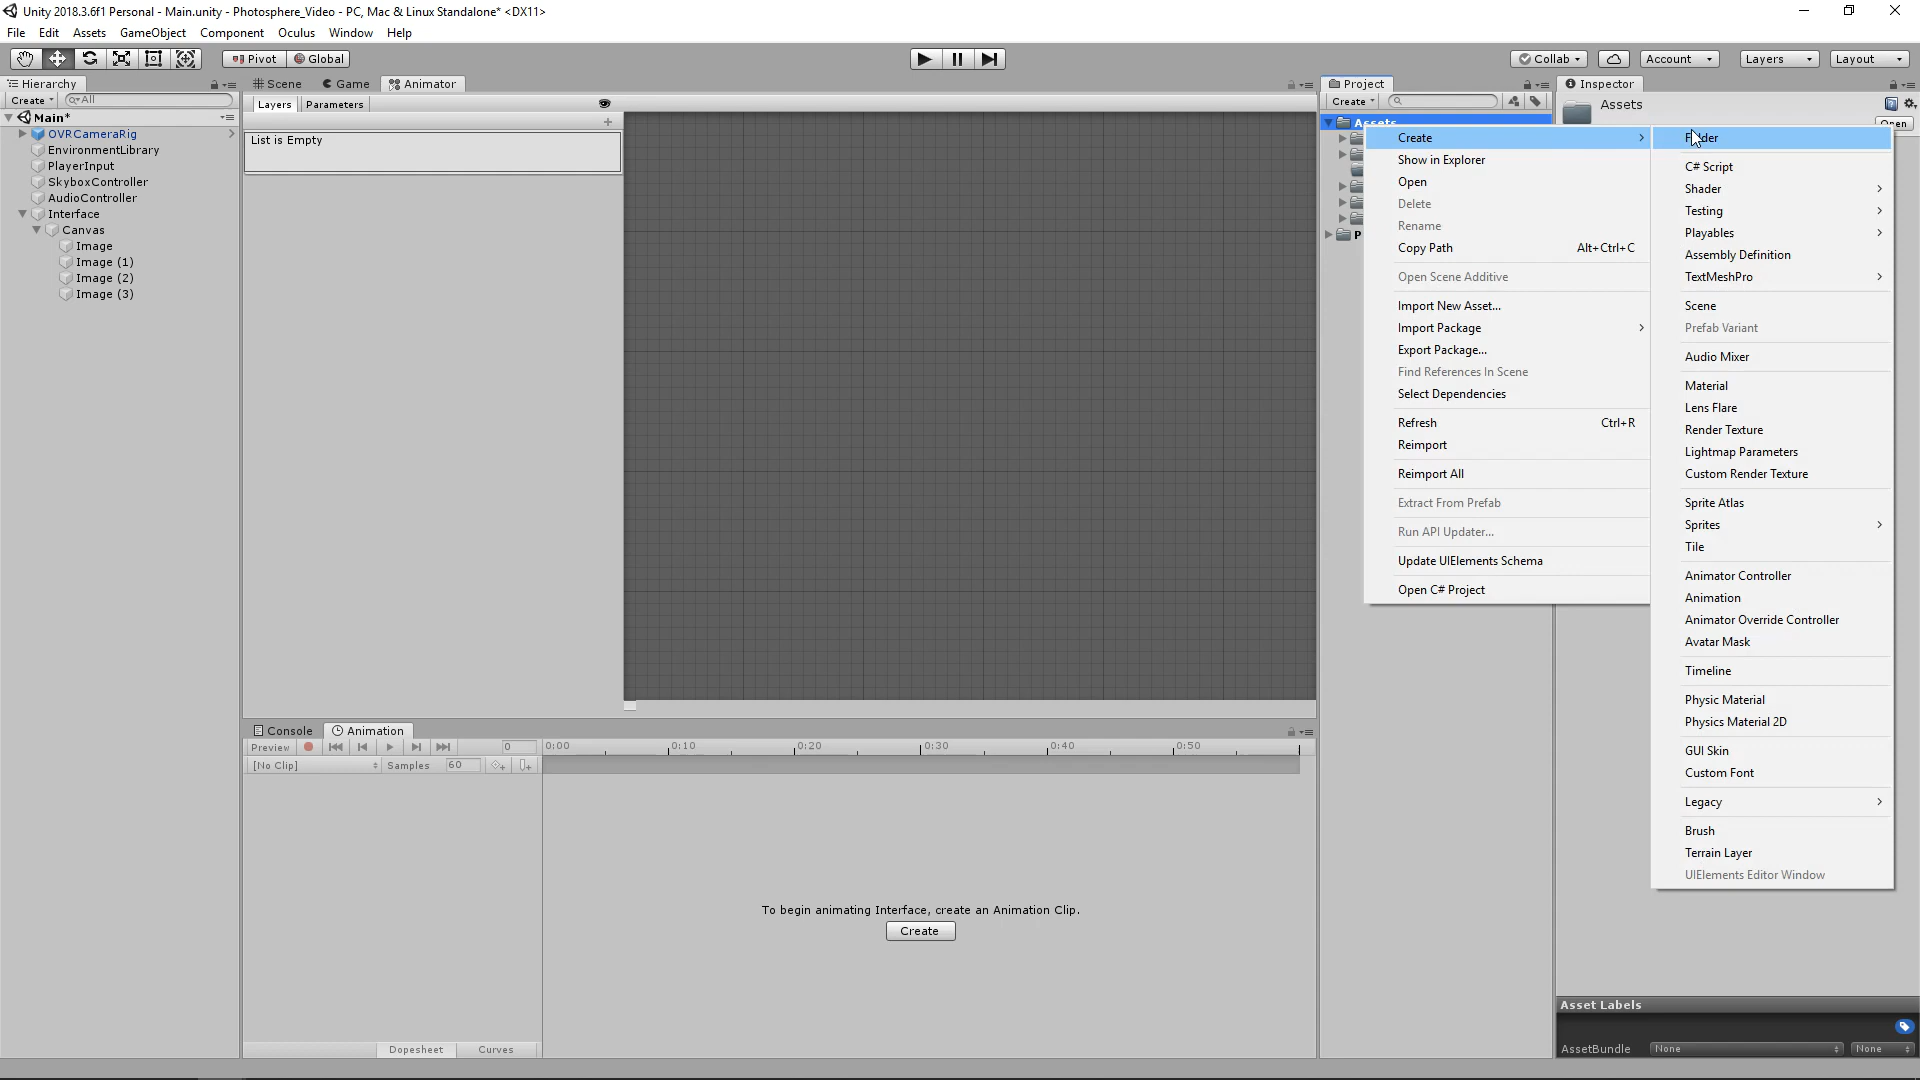 Unity 2018.3.6f1 Personal - Main.unity - Photosphere_Video - PC, Mac & Linux Standalone* <DX11>
File Edit Assets GameObject Component Oculus Window Help
Pivot Global Collab Account Layers Layout
Hierarchy
Create All
Main*
OVRCameraRig
EnvironmentLibrary
PlayerInput
SkyboxController
AudioController
Interface
Canvas
Image
Image (1)
Image (2)
Image (3)
Scene Game Animator
Layers Parameters
List is Empty
Console Animation
Preview 0 0:00 0:10 0:20 0:30 0:40 0:50
[No Clip] Samples 60
To begin animating Interface, create an Animation Clip.
Create
Dopesheet Curves
Project
Create
Assets
P
Create
Show in Explorer
Open
Delete
Rename
Copy Path Alt+Ctrl+C
Open Scene Additive
Import New Asset...
Import Package
Export Package...
Find References In Scene
Select Dependencies
Refresh Ctrl+R
Reimport
Reimport All
Extract From Prefab
Run API Updater...
Update UIElements Schema
Open C# Project
Inspector
Assets
Open
Folder
C# Script
Shader
Testing
Playables
Assembly Definition
TextMeshPro
Scene
Prefab Variant
Audio Mixer
Material
Lens Flare
Render Texture
Lightmap Parameters
Custom Render Texture
Sprite Atlas
Sprites
Tile
Animator Controller
Animation
Animator Override Controller
Avatar Mask
Timeline
Physic Material
Physics Material 2D
GUI Skin
Custom Font
Legacy
Brush
Terrain Layer
UIElements Editor Window
Asset Labels
AssetBundle None None